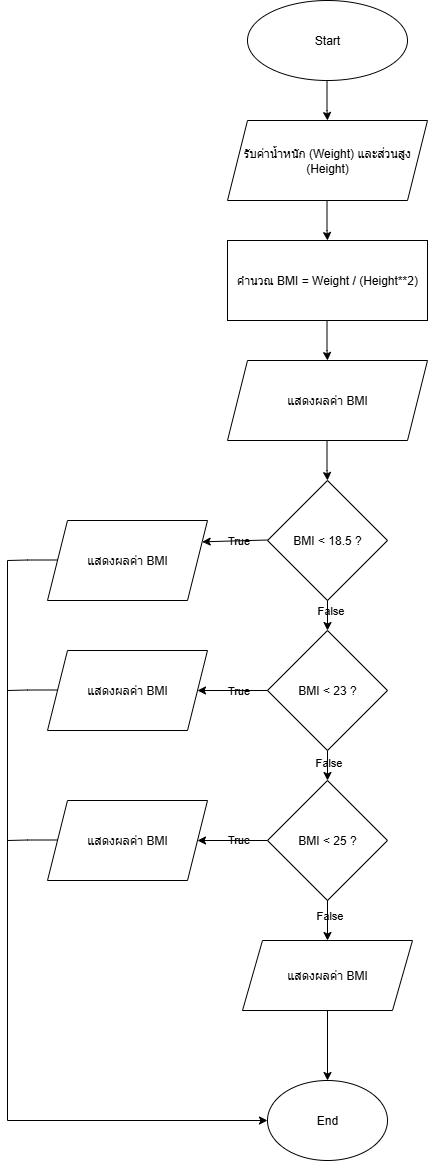 Start
รับค่าน้ำหนัก (Weight) และส่วนสูง
(Height)
คำนวณ BMI = Weight / (Height**2)
แสดงผลค่า BMI
BMI < 18.5 ?
True
แสดงผลค่า BMI
False
BMI < 23 ?
True
แสดงผลค่า BMI
False
BMI < 25 ?
True
แสดงผลค่า BMI
False
แสดงผลค่า BMI
End